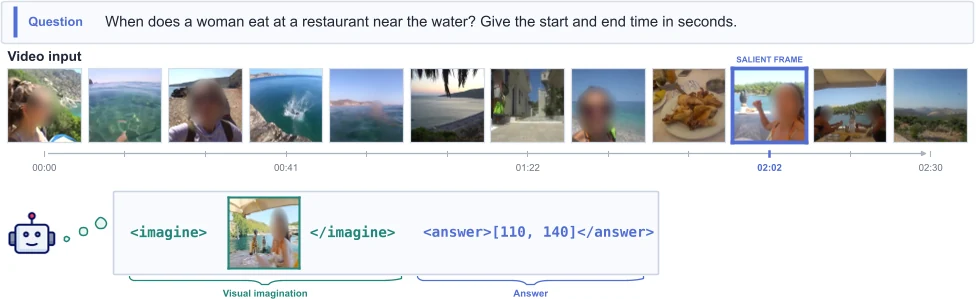 Question When does a woman eat at a restaurant near the water? Give the start and end time in seconds.
Video input
SALIENT FRAME
00:00 00:41 01:22 02:02 02:30
<imagine> </imagine> <answer>[110, 140]</answer>
Visual imagination Answer